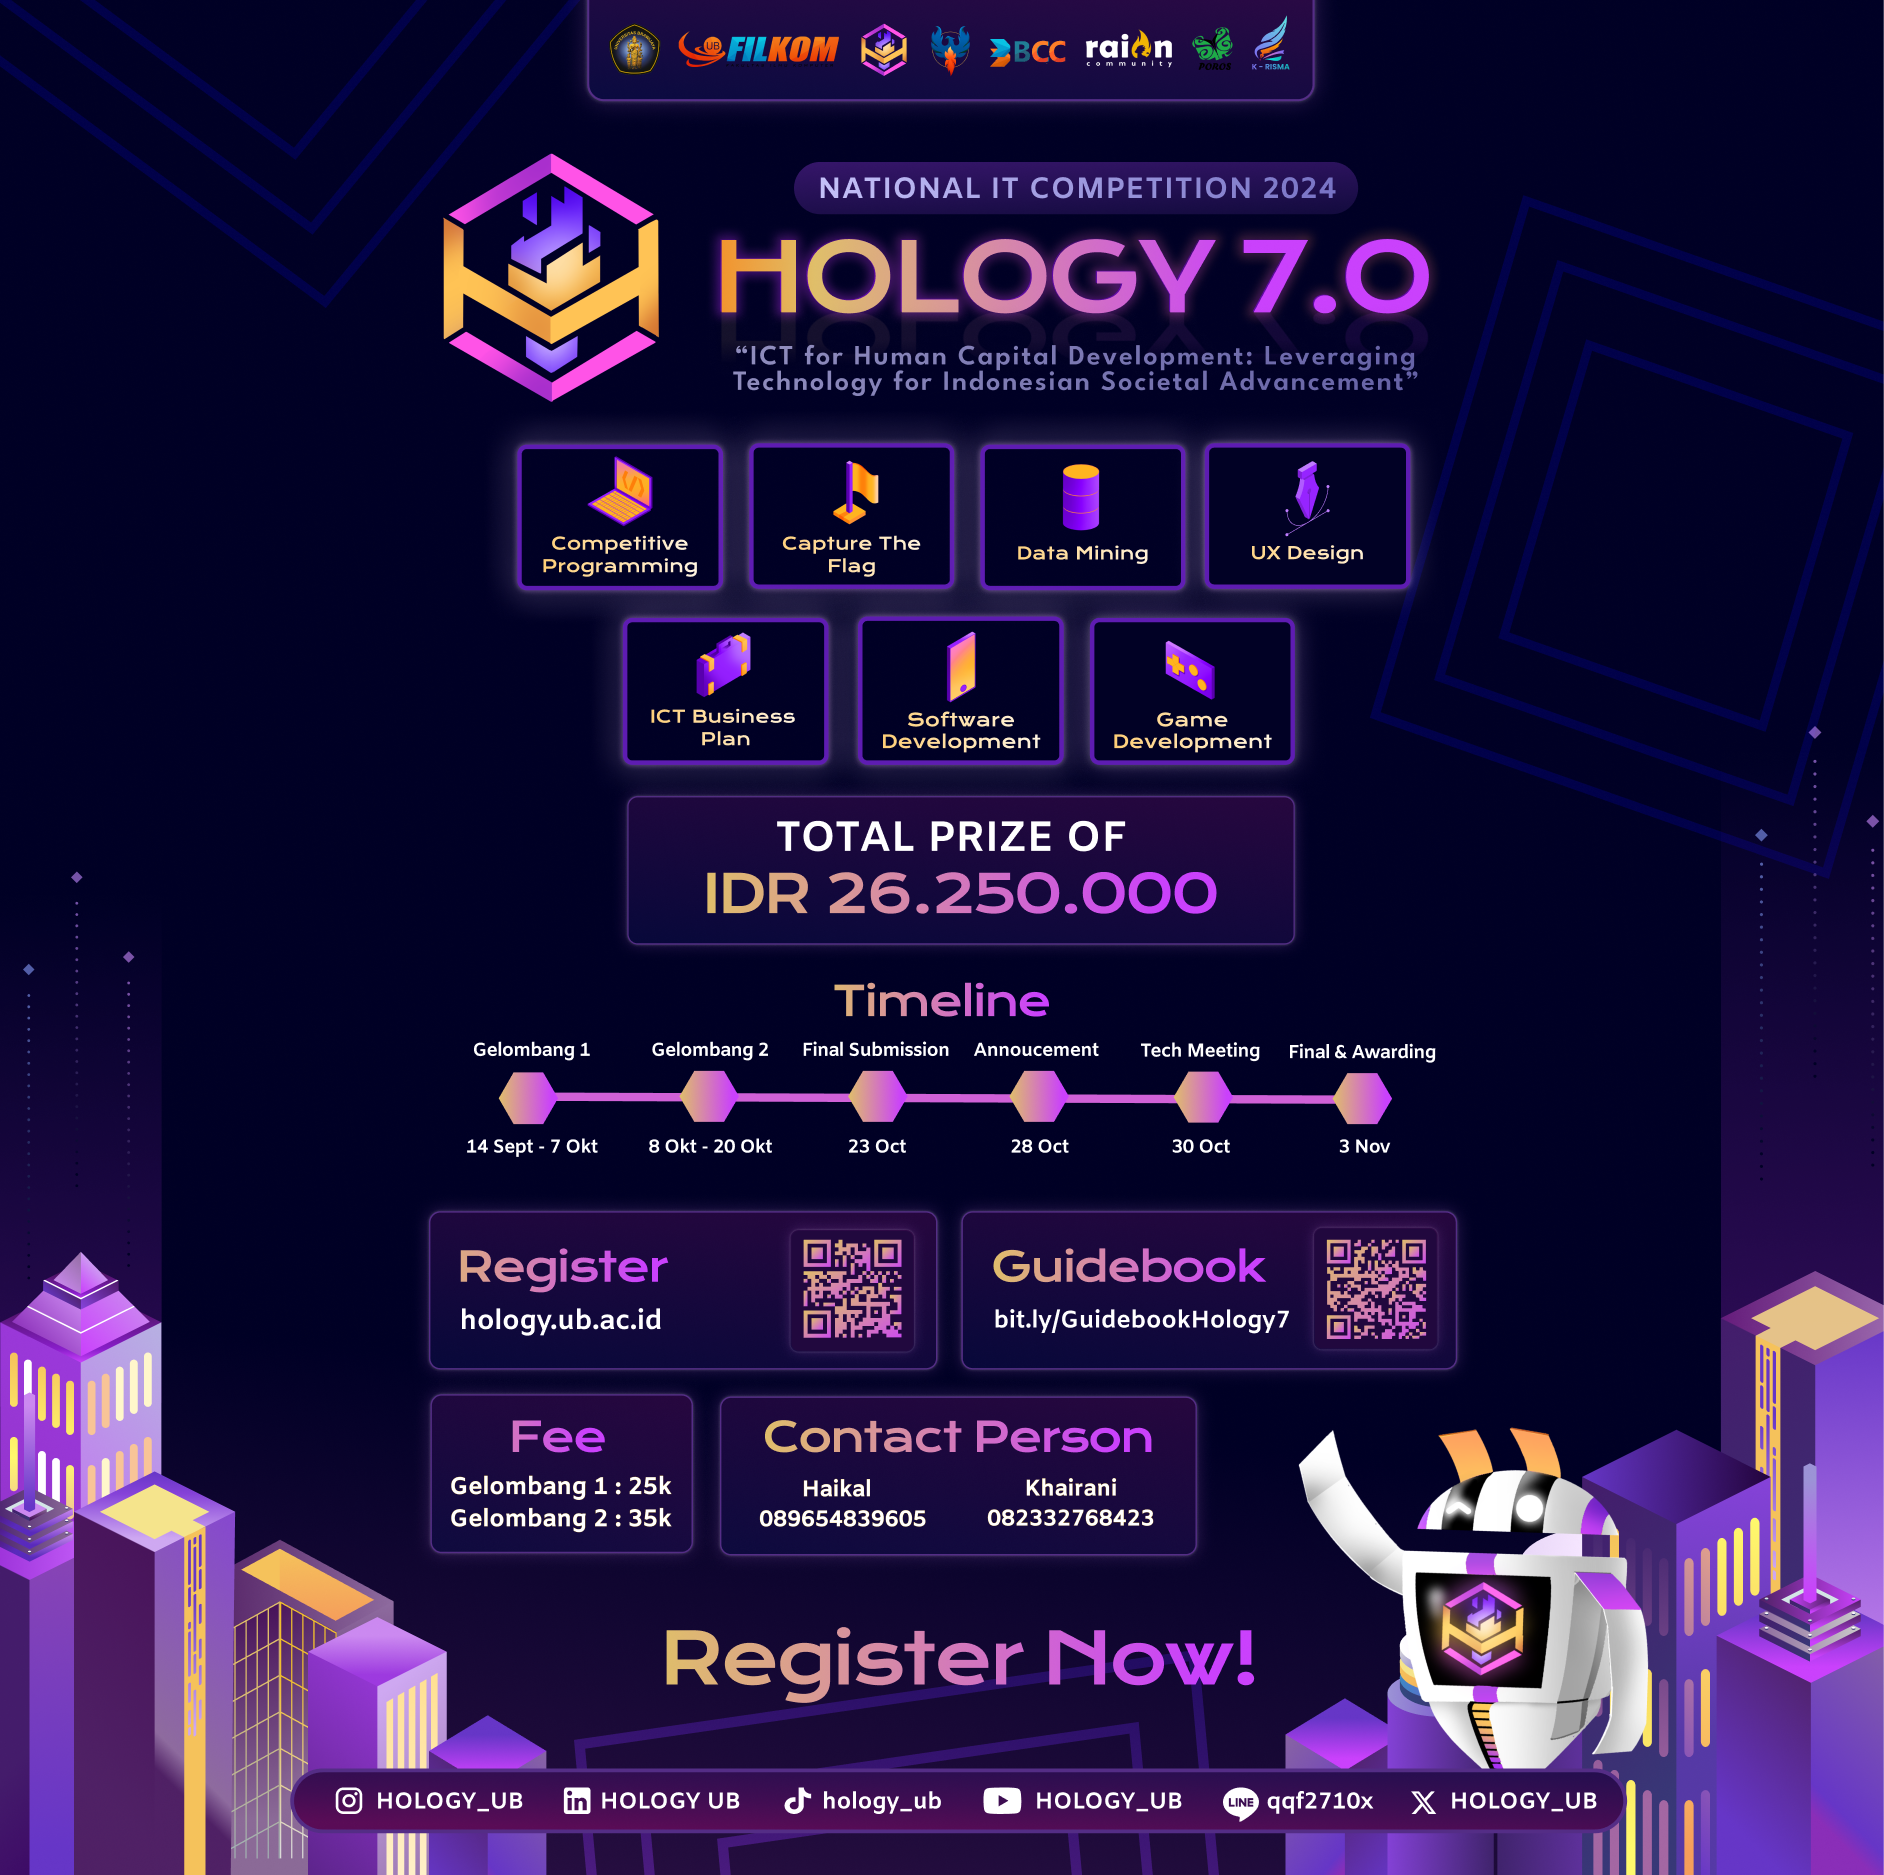 UB FILKOM
BCC
raion
community
POROS
K - RISMA
NATIONAL IT COMPETITION 2024
HOLOGY 7.0
“ICT for Human Capital Development: Leveraging
Technology for Indonesian Societal Advancement”
Competitive
Programming
Capture The
Flag
Data Mining
UX Design
ICT Business
Plan
Software
Development
Game
Development
TOTAL PRIZE OF
IDR 26.250.000
Timeline
Gelombang 1
Gelombang 2
Final Submission
Annoucement
Tech Meeting
Final & Awarding
14 Sept - 7 Okt
8 Okt - 20 Okt
23 Oct
28 Oct
30 Oct
3 Nov
Register
hology.ub.ac.id
Guidebook
bit.ly/GuidebookHology7
Fee
Gelombang 1 : 25k
Gelombang 2 : 35k
Contact Person
Haikal
089654839605
Khairani
082332768423
Register Now!
HOLOGY_UB
HOLOGY UB
hology_ub
HOLOGY_UB
LINE qqf2710x
HOLOGY_UB